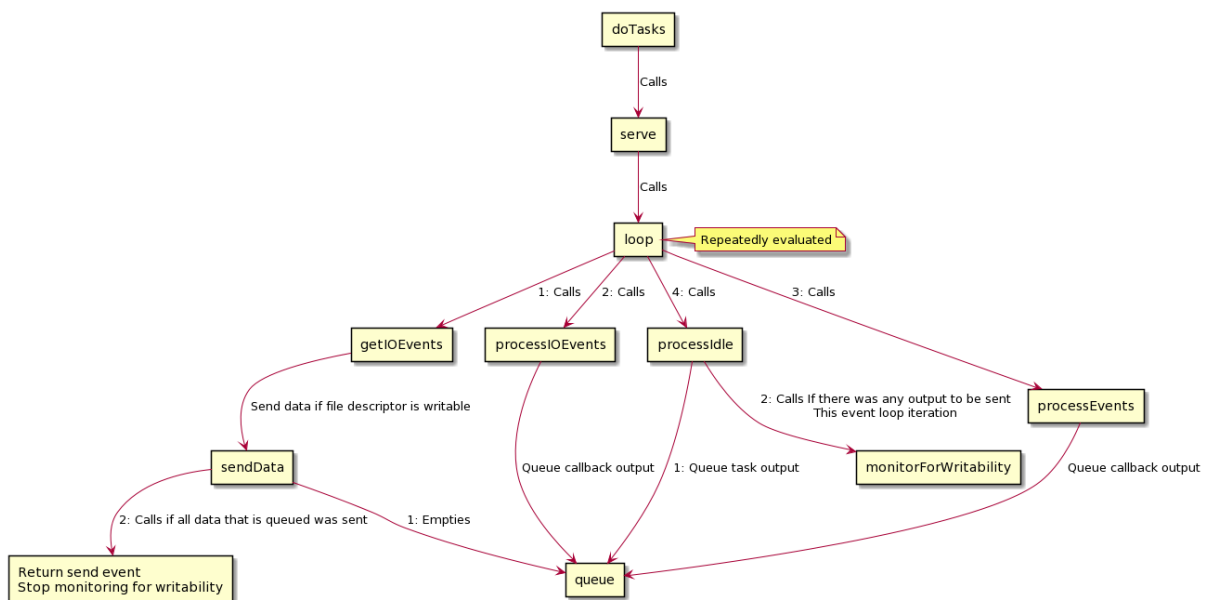 doTasks
Calls
serve
Calls
loop
Repeatedly evaluated
1: Calls
2: Calls
4: Calls
3: Calls
getIOEvents
processIOEvents
processIdle
Send data if file descriptor is writable
2: Calls If there was any output to be sent
This event loop iteration
processEvents
sendData
Queue callback output
1: Queue task output
monitorForWritability
Queue callback output
2: Calls if all data that is queued was sent
1: Empties
Return send event
Stop monitoring for writability
queue